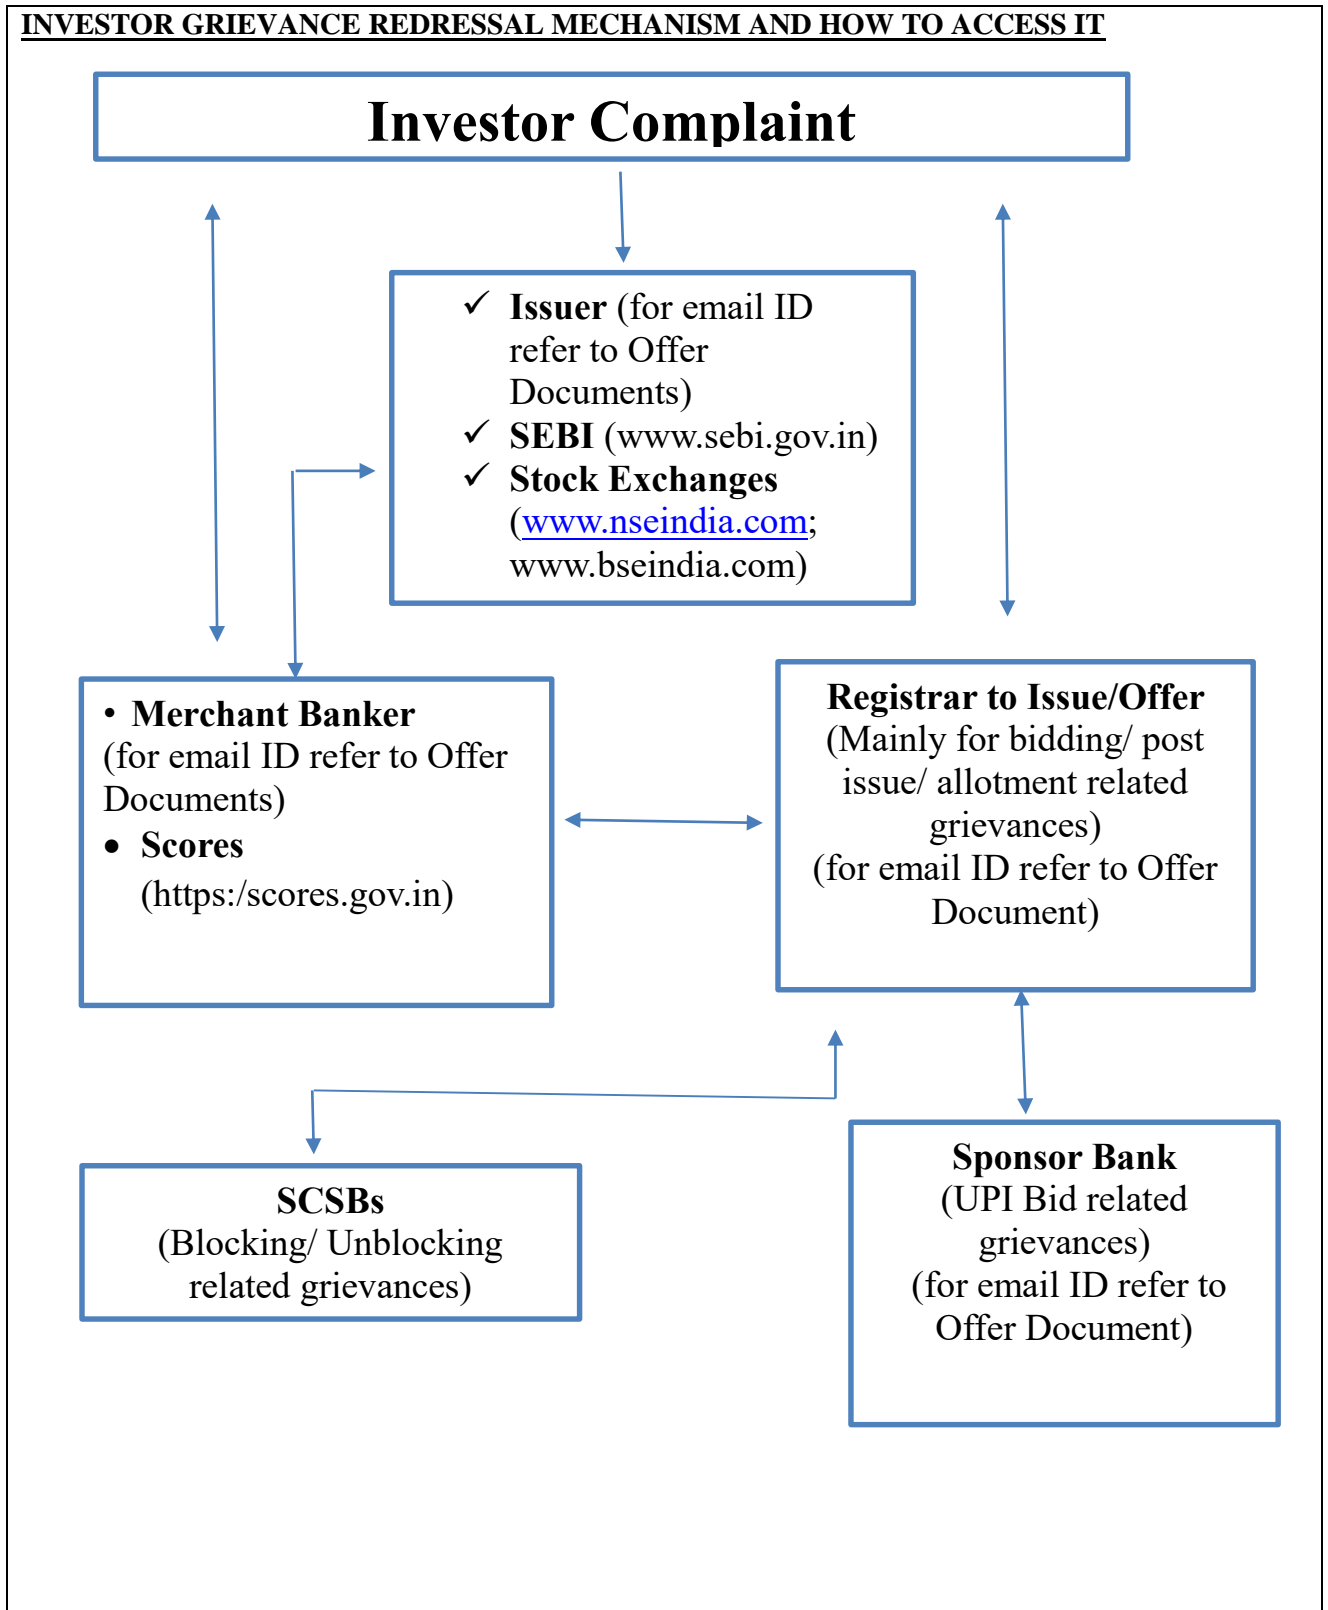 INVESTOR GRIEVANCE REDRESSAL MECHANISM AND HOW TO ACCESS IT
Investor Complaint
✓ Issuer (for email ID
refer to Offer
Documents)
✓ SEBI (www.sebi.gov.in)
✓ Stock Exchanges
(www.nseindia.com;
www.bseindia.com)
• Merchant Banker
(for email ID refer to Offer
Documents)
• Scores
(https:/scores.gov.in)
Registrar to Issue/Offer
(Mainly for bidding/ post
issue/ allotment related
grievances)
(for email ID refer to Offer
Document)
SCSBs
(Blocking/ Unblocking
related grievances)
Sponsor Bank
(UPI Bid related
grievances)
(for email ID refer to
Offer Document)